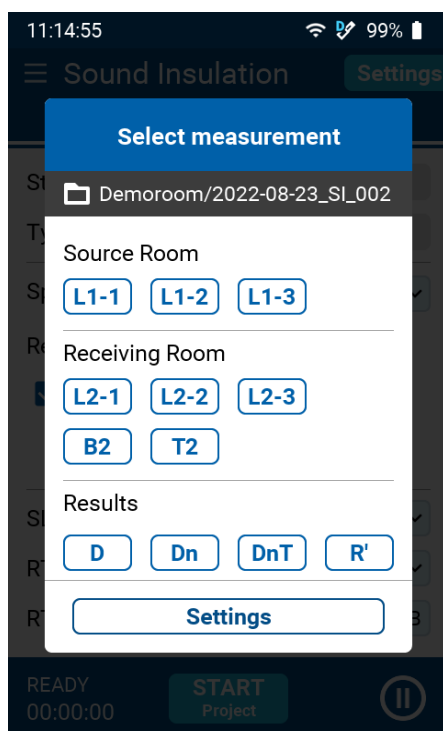 11:14:55 99%
Sound Insulation Settings
Select measurement
Demoroom/2022-08-23_SI_002
Source Room
L1-1 L1-2 L1-3
Receiving Room
L2-1 L2-2 L2-3
B2 T2
Results
D Dn DnT R'
Settings
READY START
00:00:00 Project